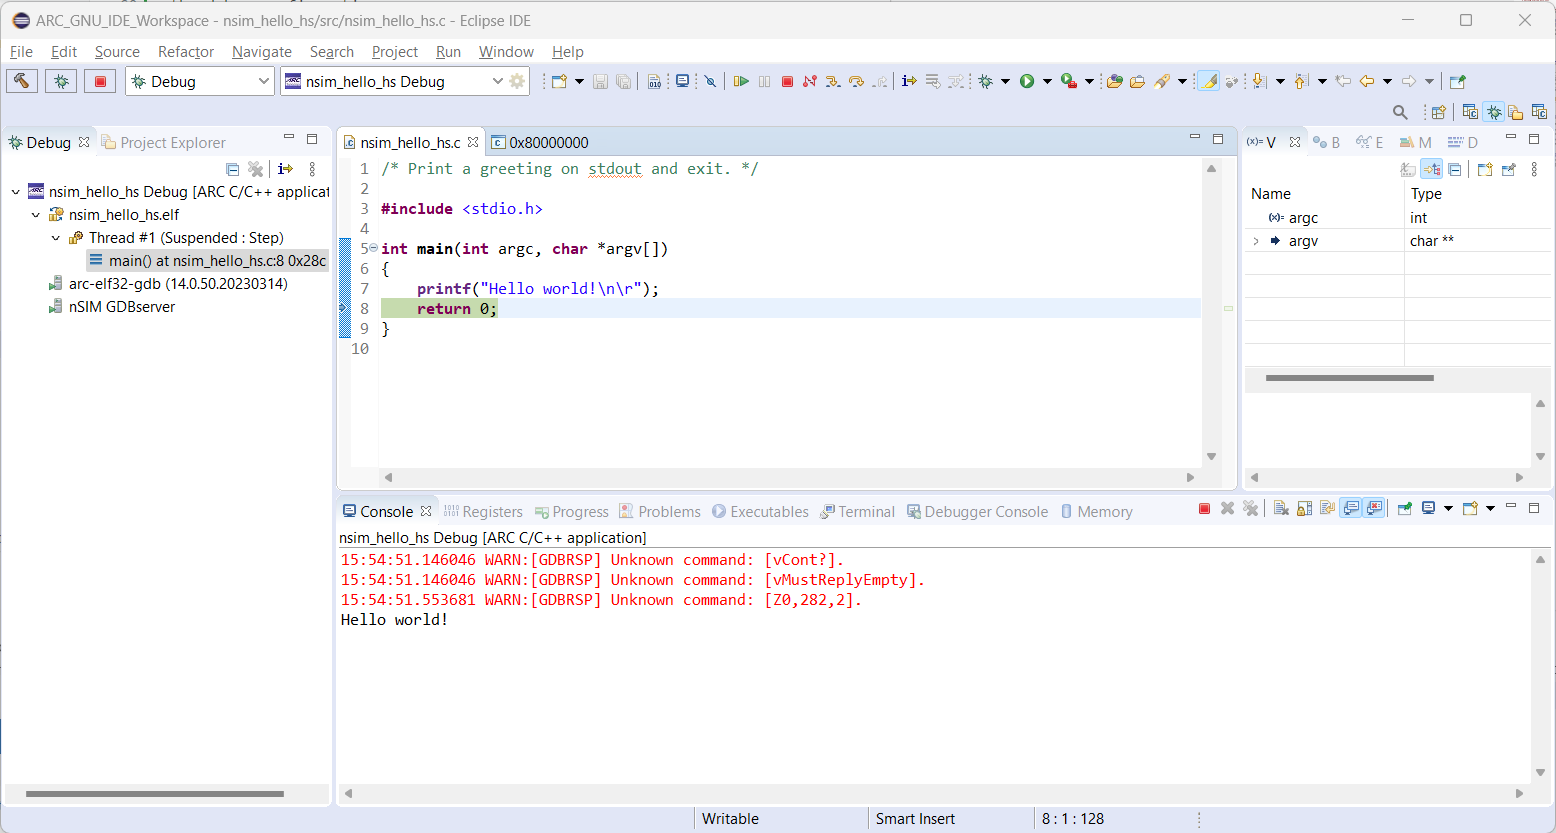 ARC_GNU_IDE_Workspace - nsim_hello_hs/src/nsim_hello_hs.c - Eclipse IDE
File Edit Source Refactor Navigate Search Project Run Window Help
Debug nsim_hello_hs Debug
Debug Project Explorer
nsim_hello_hs Debug [ARC C/C++ applicat
nsim_hello_hs.elf
Thread #1 (Suspended : Step)
main() at nsim_hello_hs.c:8 0x28c
arc-elf32-gdb (14.0.50.20230314)
nSIM GDBserver
nsim_hello_hs.c 0x80000000
1 /* Print a greeting on stdout and exit. */
2
3 #include <stdio.h>
4
5 int main(int argc, char *argv[])
6 {
7 printf("Hello world!\n\r");
8 return 0;
9 }
10
(x)= V B E M D
Name Type
(x)= argc int
argv char **
Console Registers Progress Problems Executables Terminal Debugger Console Memory
nsim_hello_hs Debug [ARC C/C++ application]
15:54:51.146046 WARN:[GDBRSP] Unknown command: [vCont?].
15:54:51.146046 WARN:[GDBRSP] Unknown command: [vMustReplyEmpty].
15:54:51.553681 WARN:[GDBRSP] Unknown command: [Z0,282,2].
Hello world!
Writable Smart Insert 8 : 1 : 128